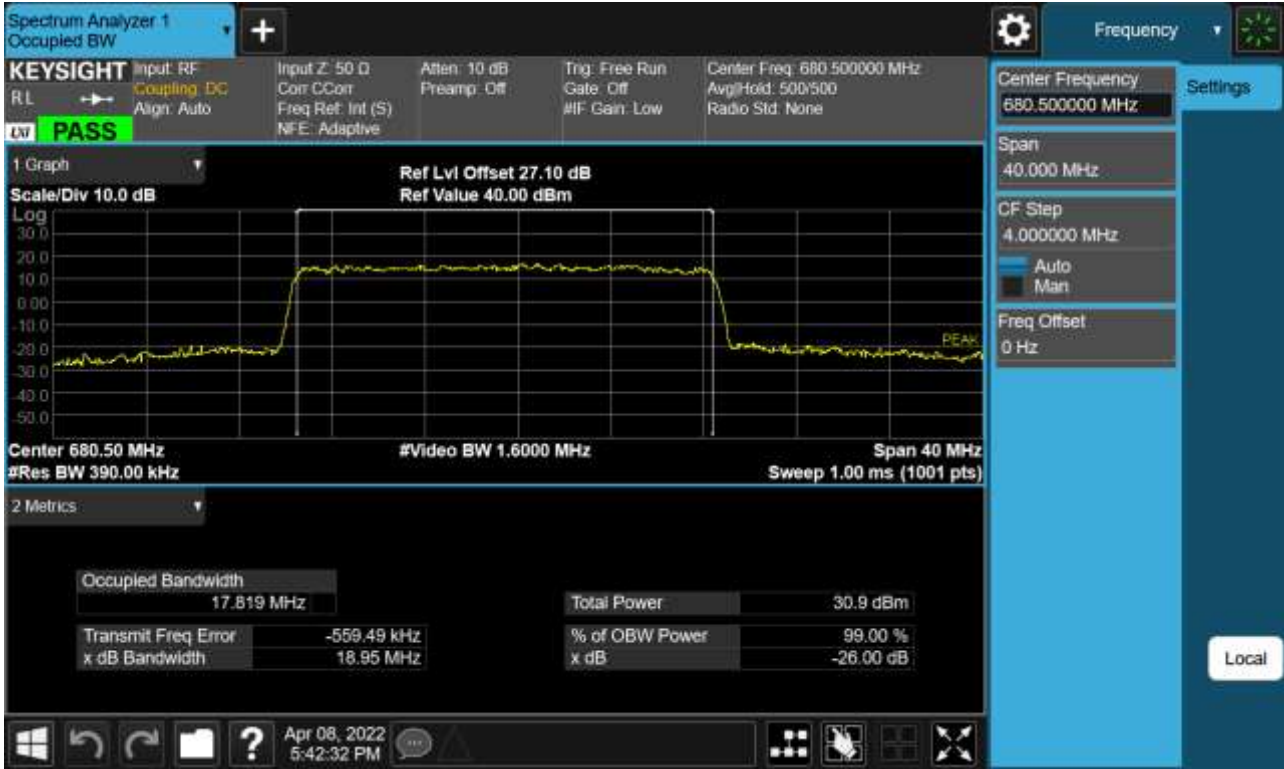 Spectrum Analyzer 1
Occupied BW
Frequency
KEYSIGHT
RL
LXI
PASS
Input: RF
Coupling: DC
Align: Auto
Input Z: 50 Ω
Corr CCorr
Freq Ref: Int (S)
NFE: Adaptive
Atten: 10 dB
Preamp: Off
Trig: Free Run
Gate: Off
#IF Gain: Low
Center Freq: 680.500000 MHz
Avg|Hold: 500/500
Radio Std: None
1 Graph
Scale/Div 10.0 dB
Ref Lvl Offset 27.10 dB
Ref Value 40.00 dBm
Log
30.0
20.0
10.0
0.00
-10.0
-20.0
-30.0
-40.0
-50.0
PEAK
Center 680.50 MHz
#Video BW 1.6000 MHz
Span 40 MHz
#Res BW 390.00 kHz
Sweep 1.00 ms (1001 pts)
2 Metrics
Occupied Bandwidth
17.819 MHz
Total Power 30.9 dBm
Transmit Freq Error -559.49 kHz
% of OBW Power 99.00 %
x dB Bandwidth 18.95 MHz
x dB -26.00 dB
Center Frequency
680.500000 MHz
Settings
Span
40.000 MHz
CF Step
4.000000 MHz
Auto
Man
Freq Offset
0 Hz
Local
?
Apr 08, 2022
5:42:32 PM